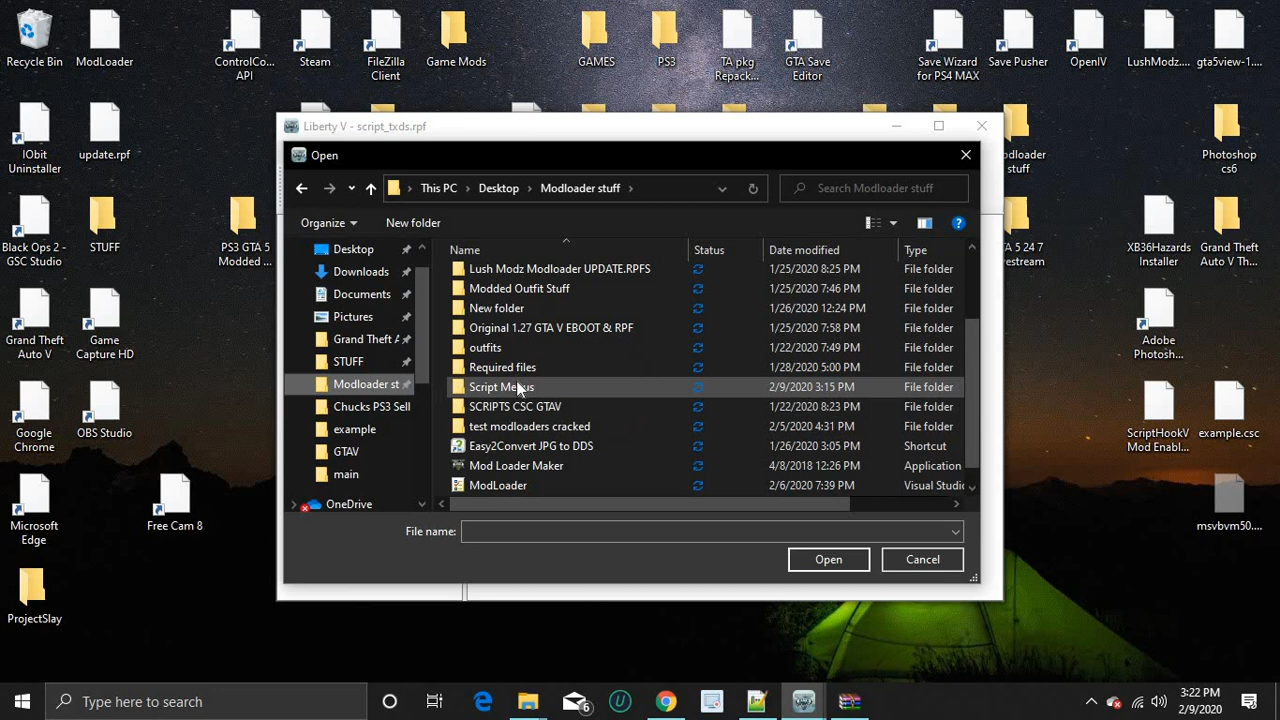 Recycle Bin
ModLoader
ControlCo...
API
Steam
FileZilla
Client
Game Mods
GAMES
PS3
TA pkg
Repack...
GTA Save
Editor
Save Wizard
for PS4 MAX
Save Pusher
OpenIV
LushModz....
gta5view-1....
IObit
Uninstaller
update.rpf
odloader
stuff
Photoshop
cs6
Black Ops 2 -
GSC Studio
STUFF
PS3 GTA 5
Modded ...
TA 5 24 7
restream
XB36Hazards
Installer
Grand Theft
Auto V Th...
Grand Theft
Auto V
Game
Capture HD
Adobe
Photosh...
Google
Chrome
OBS Studio
ScriptHookV
Mod Enabl...
example.csc
Microsoft
Edge
Free Cam 8
msvbvm50....
ProjectSlay
Liberty V - script_txds.rpf
Open
This PC > Desktop > Modloader stuff >
Search Modloader stuff
Organize
New folder
Desktop
Downloads
Documents
Pictures
Grand Theft A
STUFF
Modloader st
Chucks PS3 Sell
example
GTAV
main
OneDrive
Name Status Date modified Type
Lush Modz Modloader UPDATE.RPFS 1/25/2020 8:25 PM File folder
Modded Outfit Stuff 1/25/2020 7:46 PM File folder
New folder 1/26/2020 12:24 PM File folder
Original 1.27 GTA V EBOOT & RPF 1/25/2020 7:58 PM File folder
outfits 1/22/2020 7:49 PM File folder
Required files 1/28/2020 5:00 PM File folder
Script Menus 2/9/2020 3:15 PM File folder
SCRIPTS CSC GTAV 1/22/2020 8:23 PM File folder
test modloaders cracked 2/5/2020 4:31 PM File folder
Easy2Convert JPG to DDS 1/26/2020 3:05 PM Shortcut
Mod Loader Maker 4/8/2018 12:26 PM Application
ModLoader 2/6/2020 7:39 PM Visual Studio
File name:
Open
Cancel
Type here to search
6
3:22 PM
2/9/2020